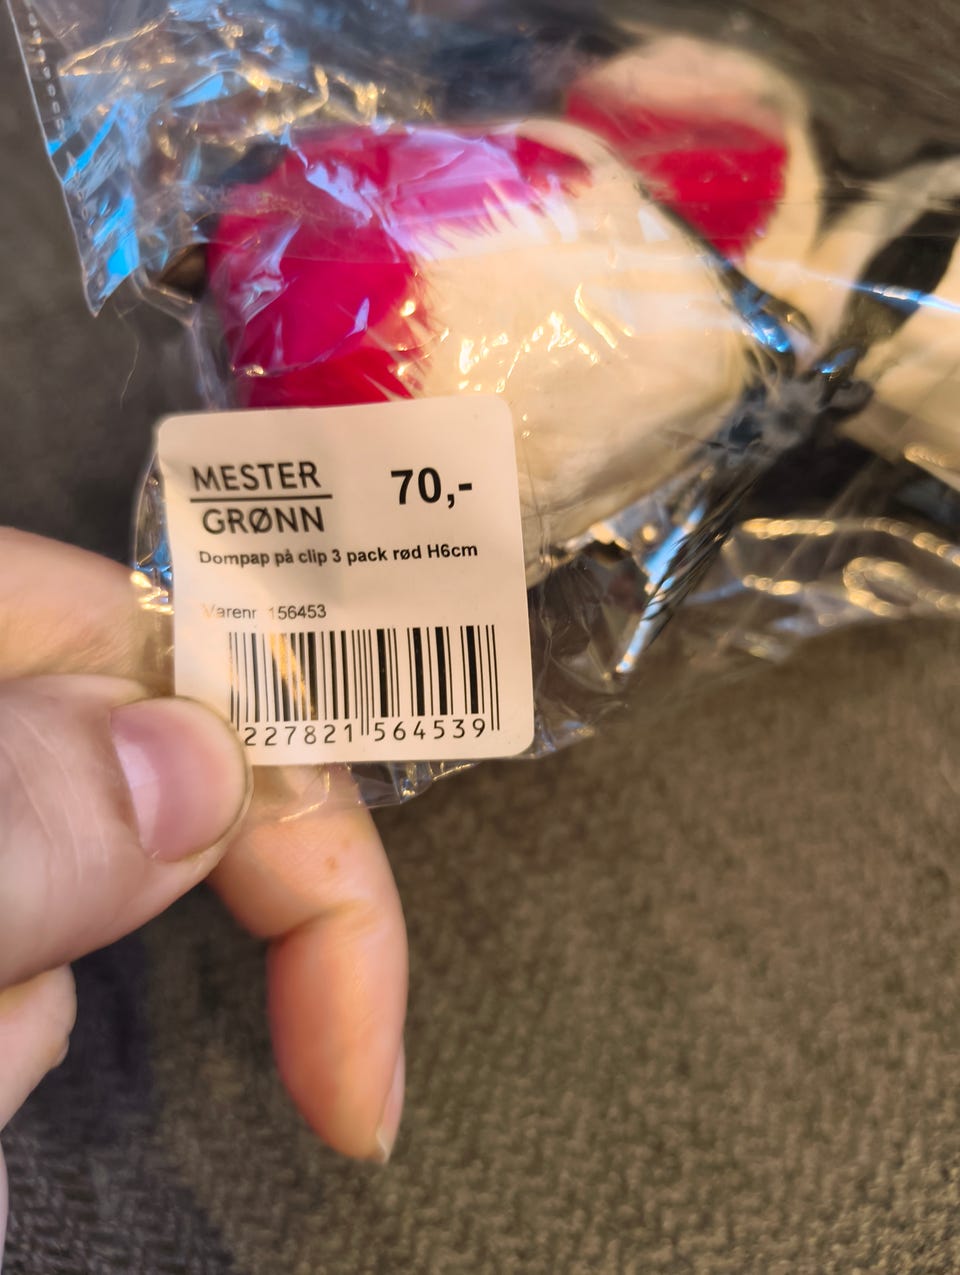 MESTER
GRØNN
70,-
Dompap på clip 3 pack rød H6cm
Varenr 156453
227821 564539